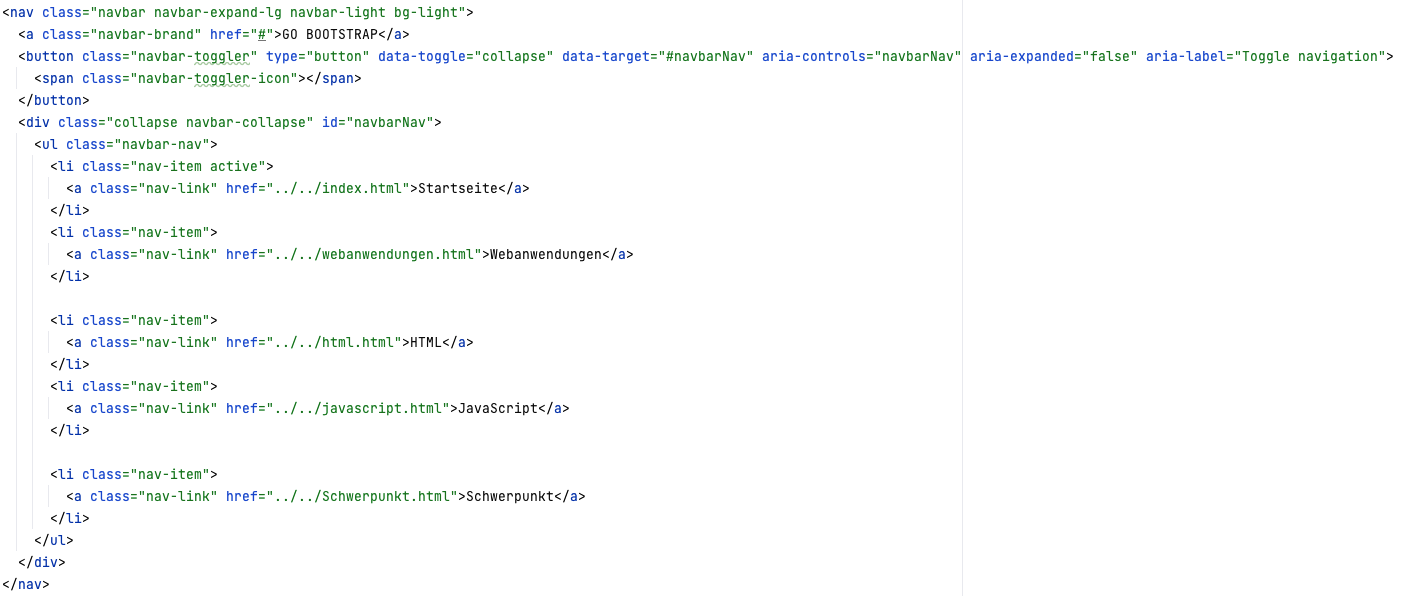 <nav class="navbar navbar-expand-lg navbar-light bg-light">
  <a class="navbar-brand" href="#">GO BOOTSTRAP</a>
  <button class="navbar-toggler" type="button" data-toggle="collapse" data-target="#navbarNav" aria-controls="navbarNav" aria-expanded="false" aria-label="Toggle navigation">
    <span class="navbar-toggler-icon"></span>
  </button>
  <div class="collapse navbar-collapse" id="navbarNav">
    <ul class="navbar-nav">
      <li class="nav-item active">
        <a class="nav-link" href="../../index.html">Startseite</a>
      </li>
      <li class="nav-item">
        <a class="nav-link" href="../../webanwendungen.html">Webanwendungen</a>
      </li>
      <li class="nav-item">
        <a class="nav-link" href="../../html.html">HTML</a>
      </li>
      <li class="nav-item">
        <a class="nav-link" href="../../javascript.html">JavaScript</a>
      </li>
      <li class="nav-item">
        <a class="nav-link" href="../../Schwerpunkt.html">Schwerpunkt</a>
      </li>
    </ul>
  </div>
</nav>